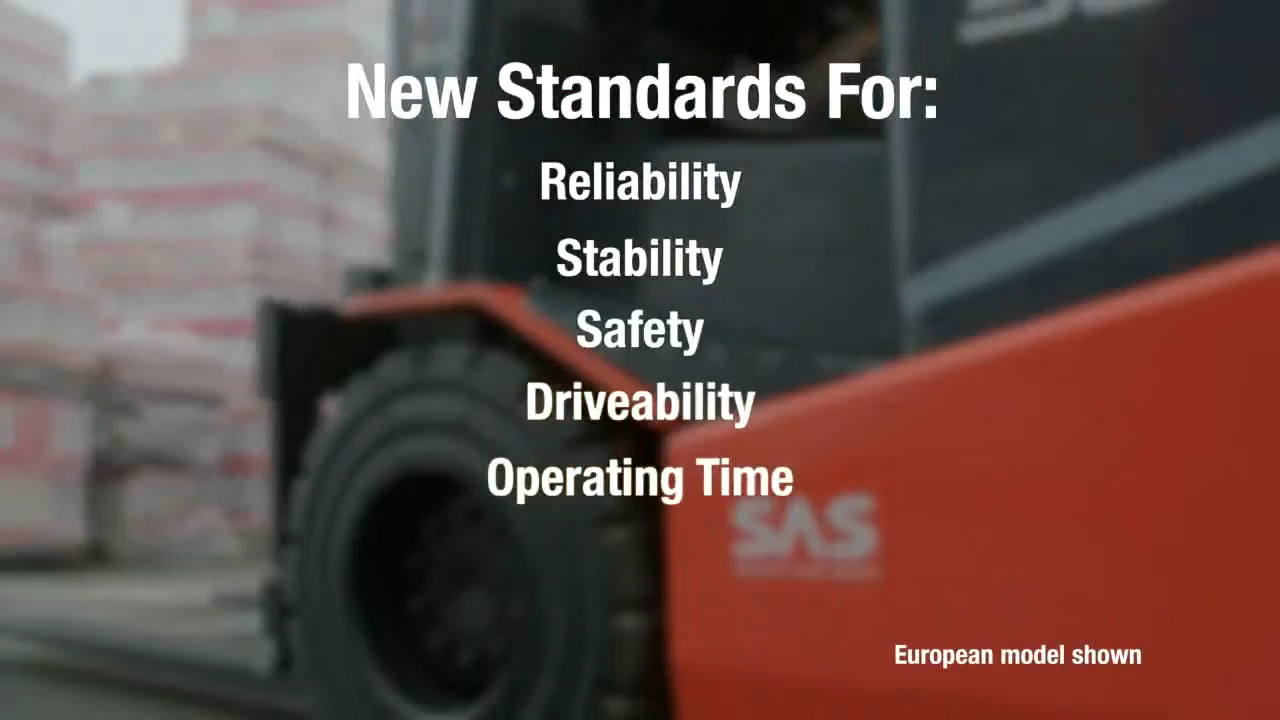 New Standards For:
Reliability
Stability
Safety
Driveability
Operating Time
SAS
European model shown